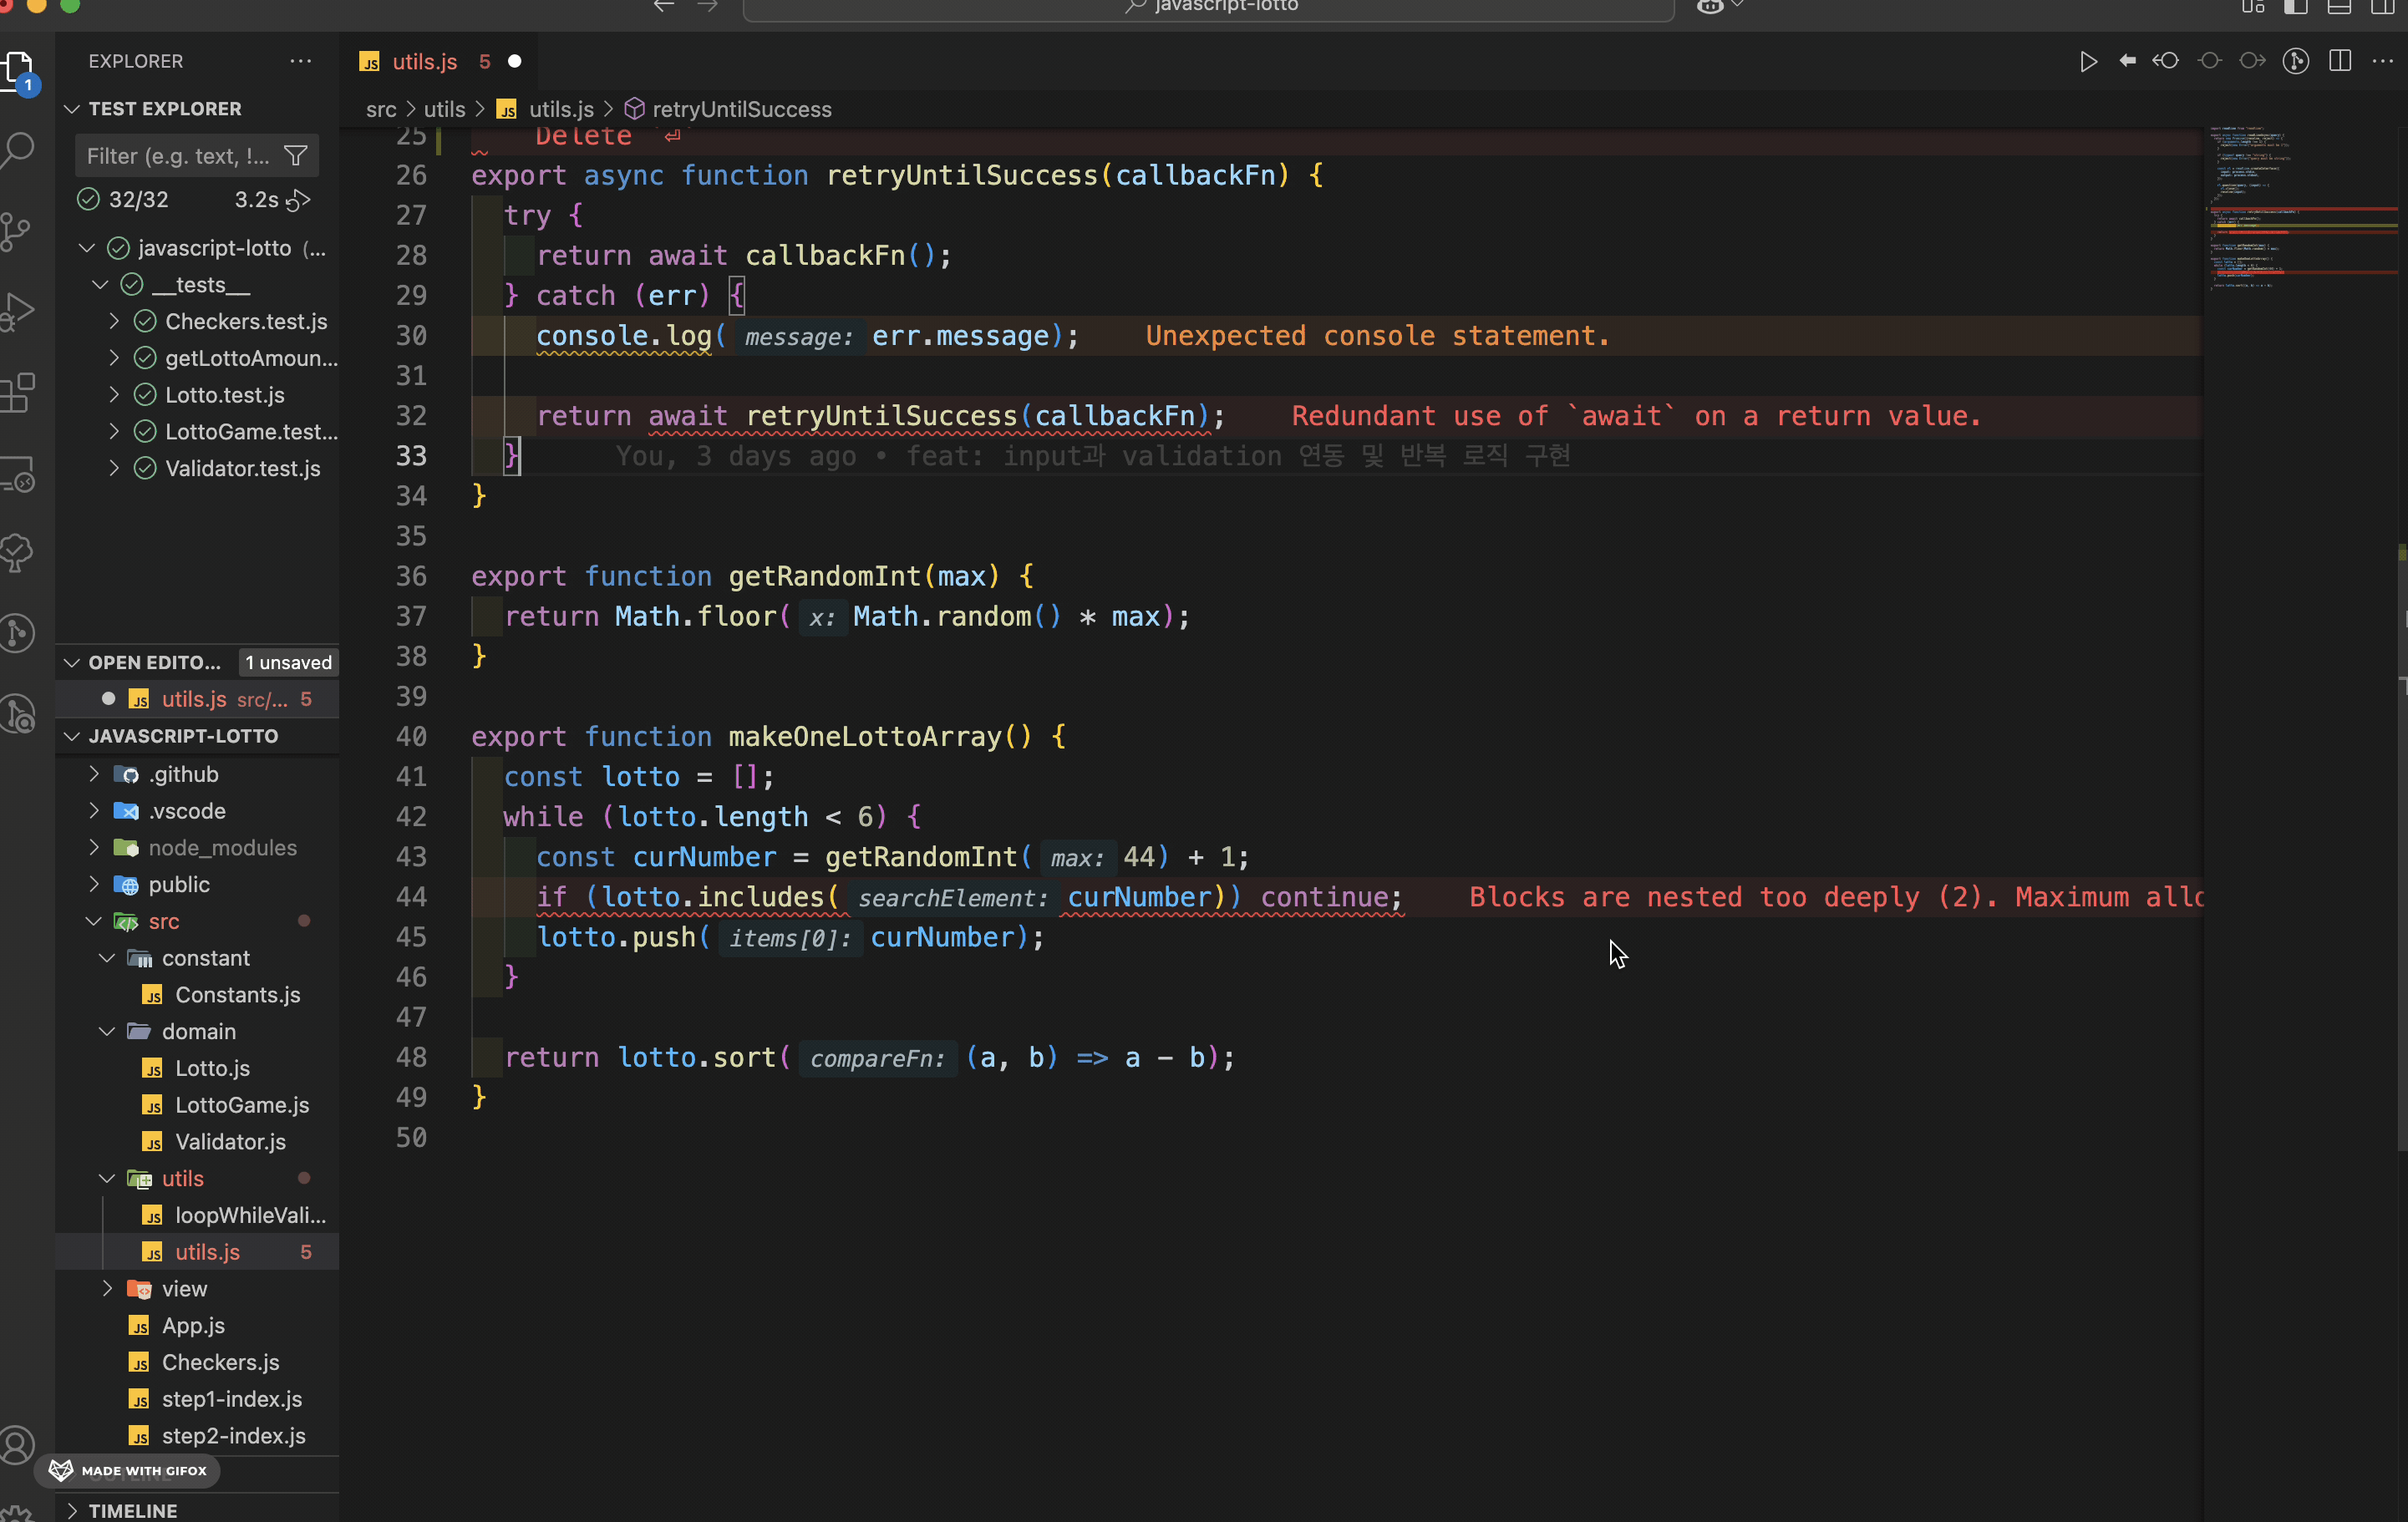 javascript-lotto
EXPLORER
1
TEST EXPLORER
Filter (e.g. text, !...
32/32 3.2s
javascript-lotto (...
__tests__
Checkers.test.js
getLottoAmoun...
Lotto.test.js
LottoGame.test...
Validator.test.js
OPEN EDITO... 1 unsaved
utils.js src/... 5
JAVASCRIPT-LOTTO
.github
.vscode
node_modules
public
src
constant
Constants.js
domain
Lotto.js
LottoGame.js
Validator.js
utils
loopWhileVali...
utils.js 5
view
App.js
Checkers.js
step1-index.js
step2-index.js
MADE WITH GIFOX
TIMELINE
JS utils.js 5
src > utils > JS utils.js > retryUntilSuccess
25 Delete `⏎`
26 export async function retryUntilSuccess(callbackFn) {
27 try {
28 return await callbackFn();
29 } catch (err) {
30 console.log( message: err.message); Unexpected console statement.
31
32 return await retryUntilSuccess(callbackFn); Redundant use of `await` on a return value.
33 } You, 3 days ago • feat: input과 validation 연동 및 반복 로직 구현
34 }
35
36 export function getRandomInt(max) {
37 return Math.floor( x: Math.random() * max);
38 }
39
40 export function makeOneLottoArray() {
41 const lotto = [];
42 while (lotto.length < 6) {
43 const curNumber = getRandomInt( max: 44) + 1;
44 if (lotto.includes( searchElement: curNumber)) continue; Blocks are nested too deeply (2). Maximum allo
45 lotto.push( items[0]: curNumber);
46 }
47
48 return lotto.sort( compareFn: (a, b) => a - b);
49 }
50